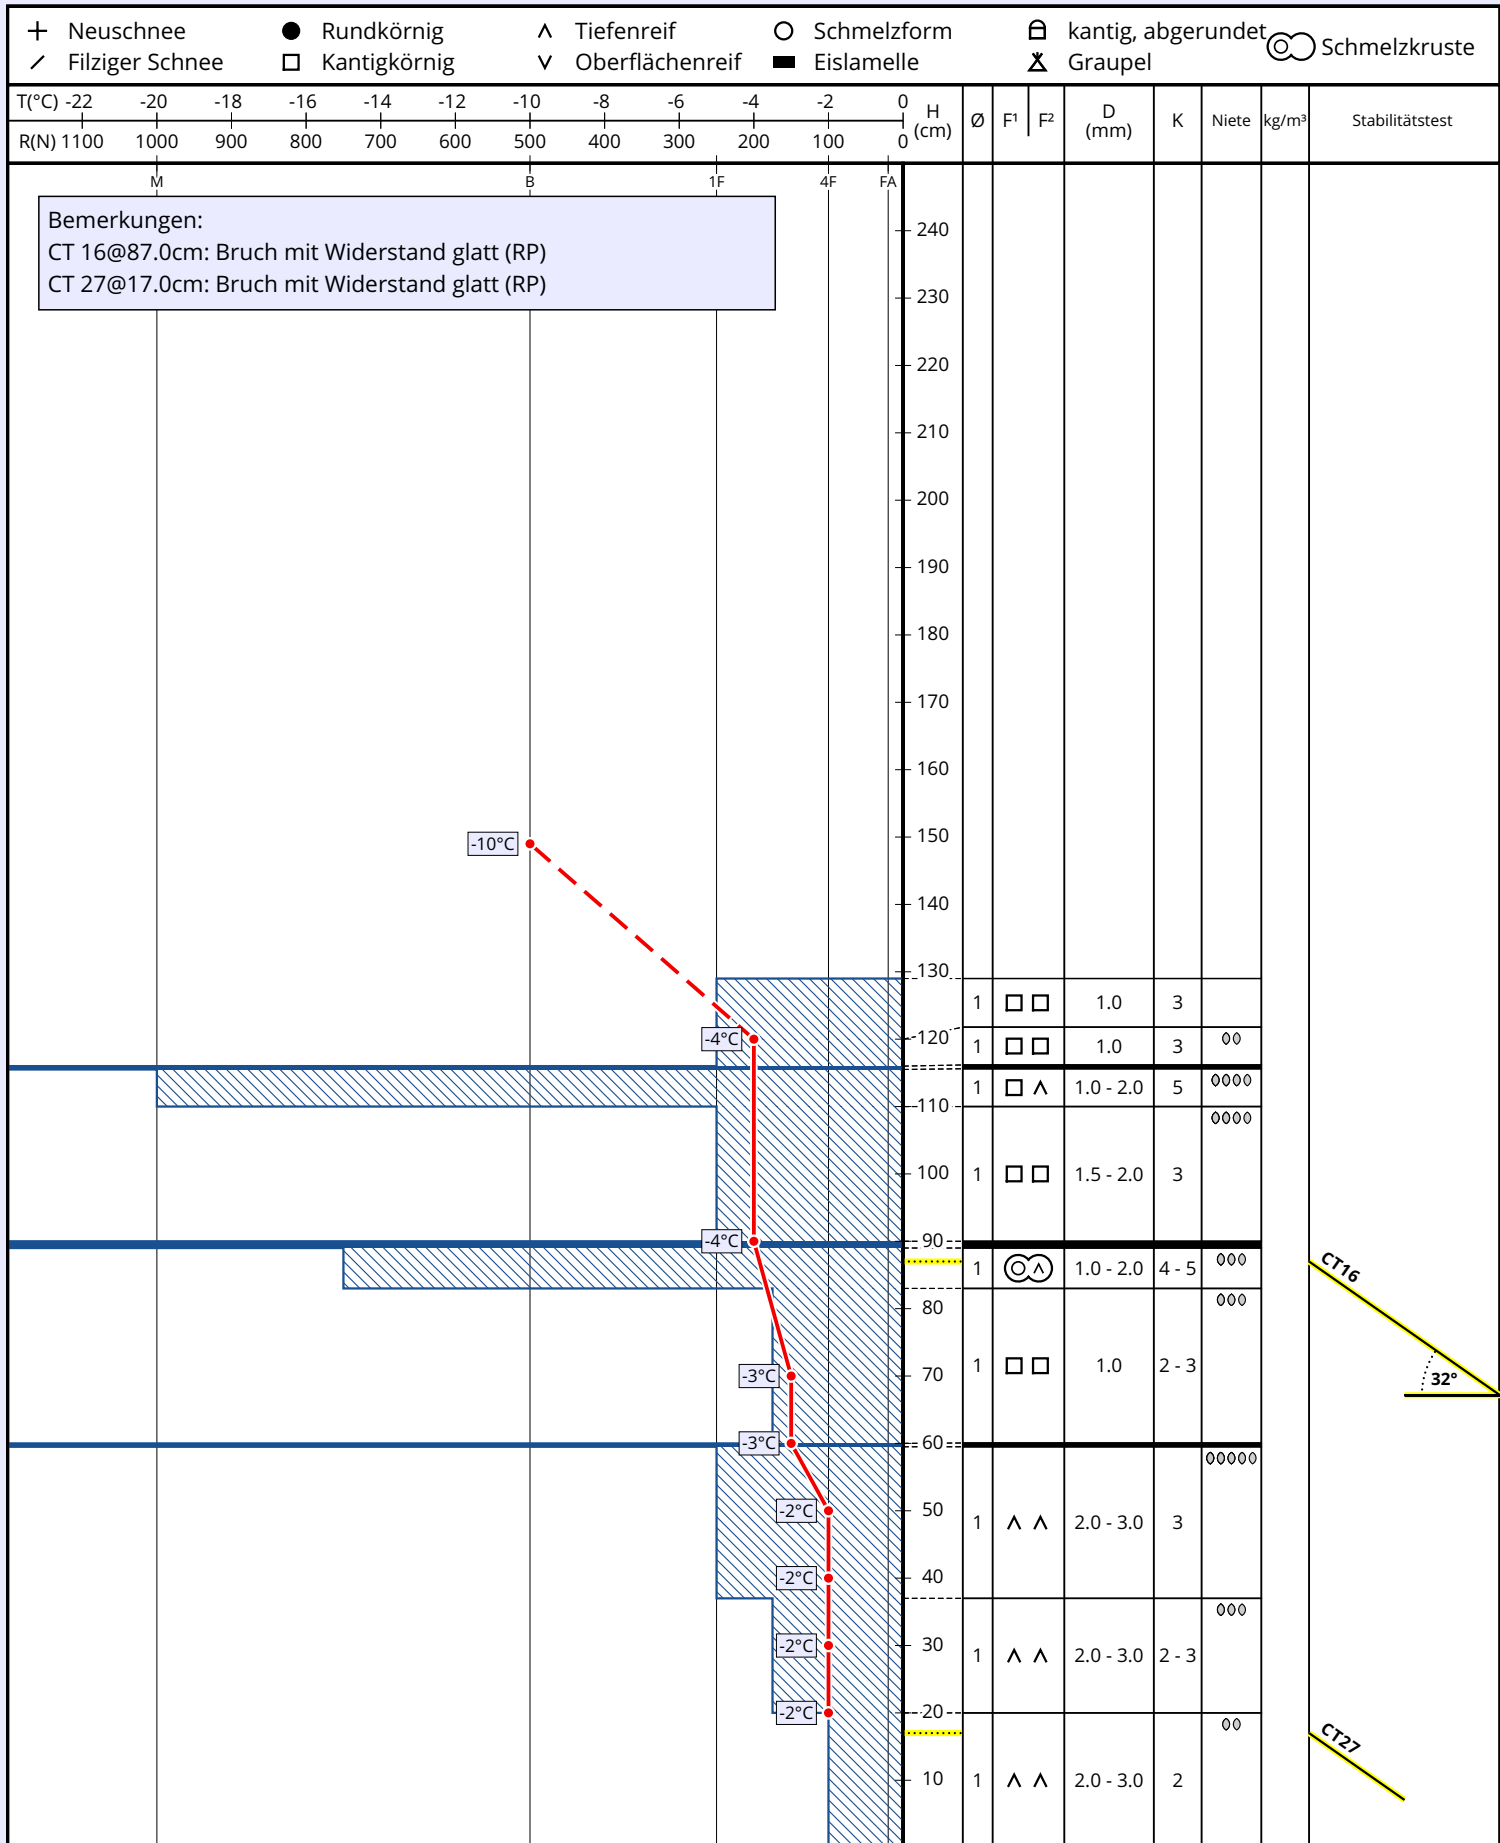 Neuschnee Rundkörnig Tiefenreif Schmelzform kantig, abgerundet Schmelzkruste
Filziger Schnee Kantigkörnig Oberflächenreif Eislamelle Graupel
T(°C) -22 -20 -18 -16 -14 -12 -10 -8 -6 -4 -2 0
R(N) 1100 1000 900 800 700 600 500 400 300 200 100 0
H (cm) Ø F¹ F² D (mm) K Niete kg/m³ Stabilitätstest
M B 1F 4F FA
Bemerkungen:
CT 16@87.0cm: Bruch mit Widerstand glatt (RP)
CT 27@17.0cm: Bruch mit Widerstand glatt (RP)
240
230
220
210
200
190
180
170
160
150
-10°C
140
130
1 1.0 3
-4°C 120
1 1.0 3
1 1.0 - 2.0 5
110
100 1 1.5 - 2.0 3
-4°C 90
1 1.0 - 2.0 4 - 5 CT16
80
1 1.0 2 - 3
-3°C 70 32°
-3°C 60
-2°C 50
1 2.0 - 3.0 3
-2°C 40
-2°C 30
1 2.0 - 3.0 2 - 3
-2°C 20
CT27
10 1 2.0 - 3.0 2